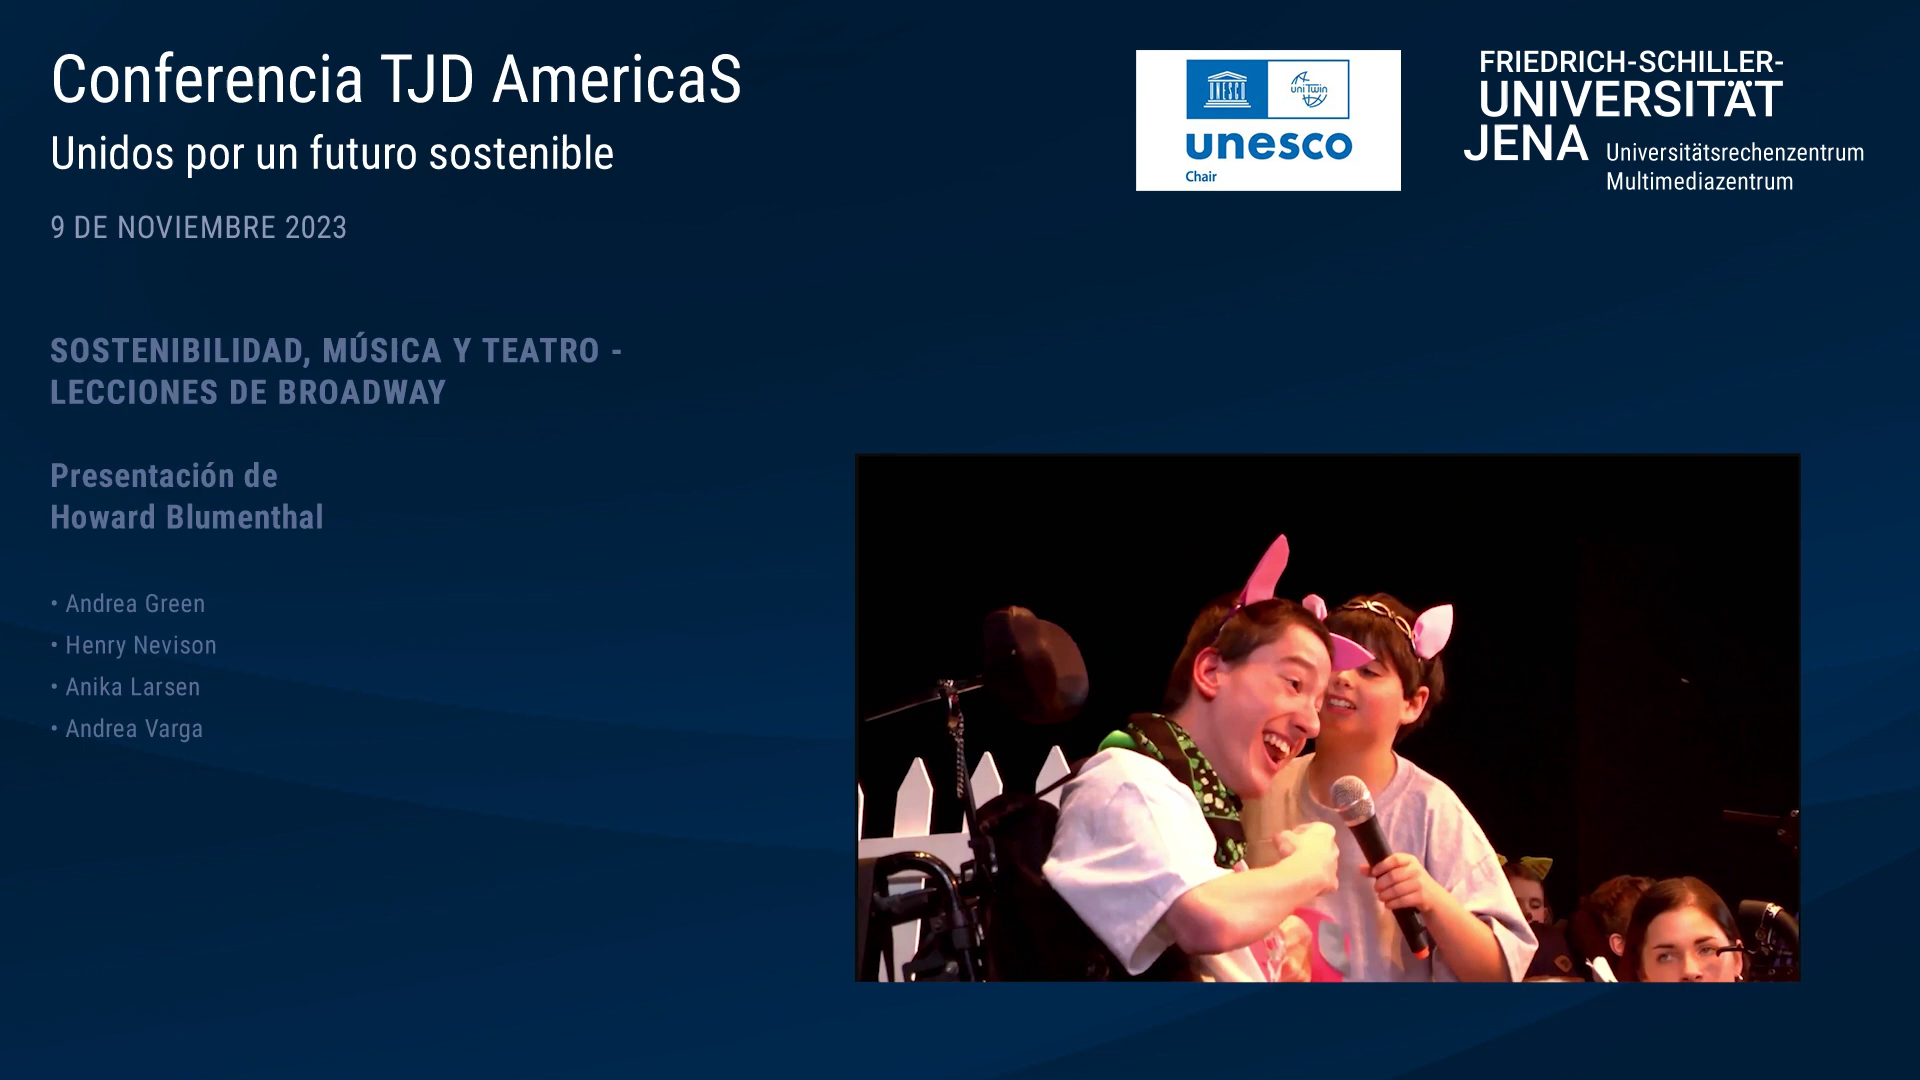 Conferencia TJD AmericaS
Unidos por un futuro sostenible
9 DE NOVIEMBRE 2023
UNESCO
uniTwin
unesco
Chair
FRIEDRICH-SCHILLER-
UNIVERSITÄT
JENA
Universitätsrechenzentrum
Multimediazentrum
SOSTENIBILIDAD, MÚSICA Y TEATRO -
LECCIONES DE BROADWAY
Presentación de
Howard Blumenthal
• Andrea Green
• Henry Nevison
• Anika Larsen
• Andrea Varga